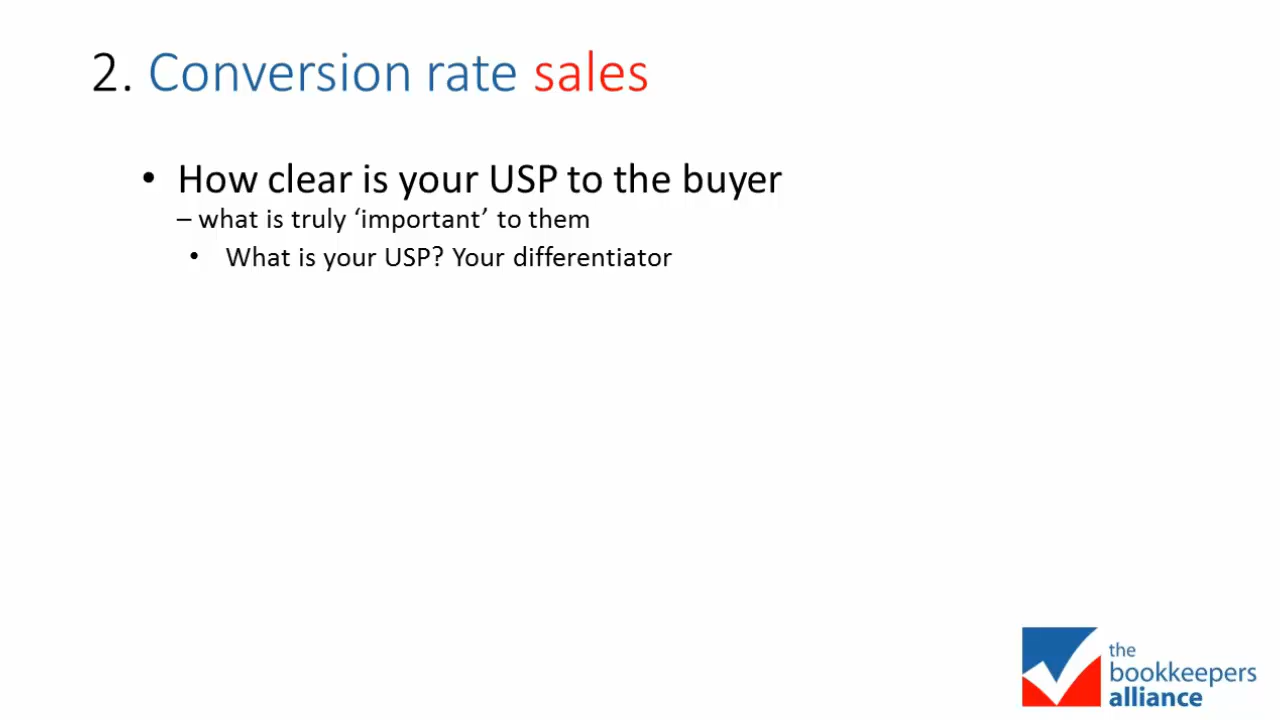 2. Conversion rate sales
• How clear is your USP to the buyer
– what is truly ‘important’ to them
• What is your USP? Your differentiator
the
bookkeepers
alliance